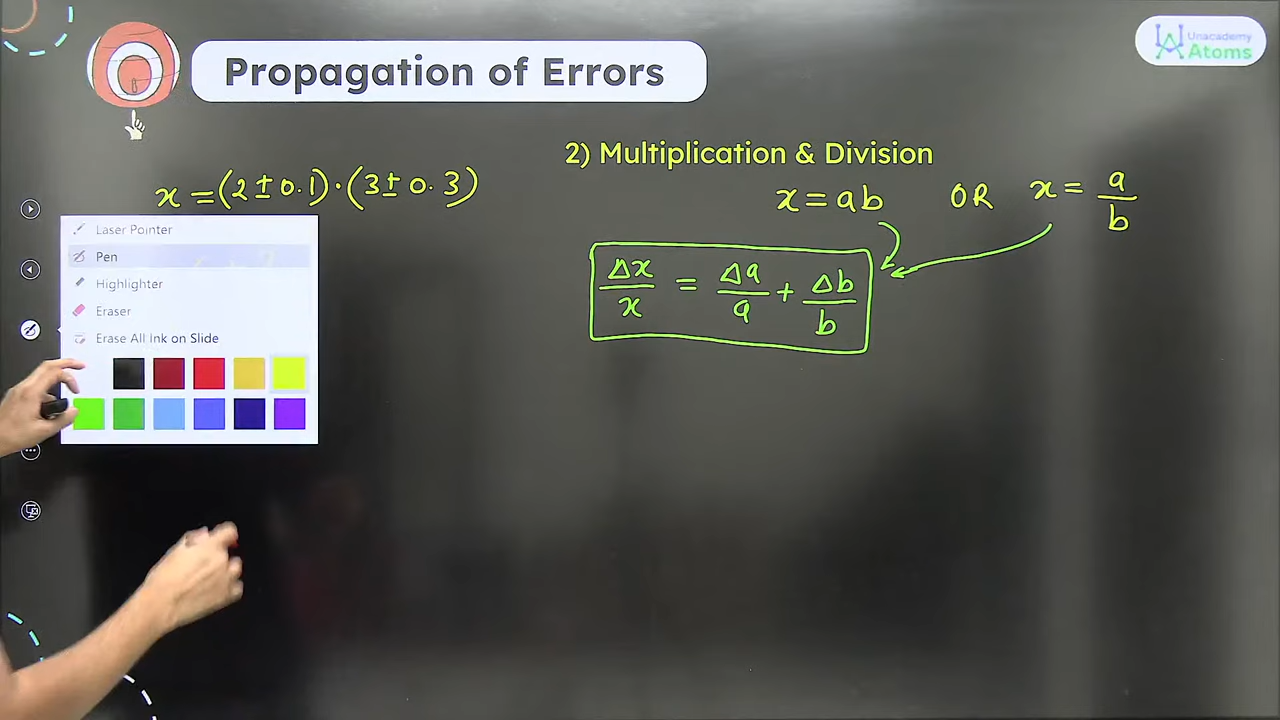 Propagation of Errors
Unacademy
Atoms
2) Multiplication & Division
x = (2 ± 0.1) · (3 ± 0.3)
x = ab OR x = a/b
Δx/x = Δa/a + Δb/b
Laser Pointer
Pen
Highlighter
Eraser
Erase All Ink on Slide